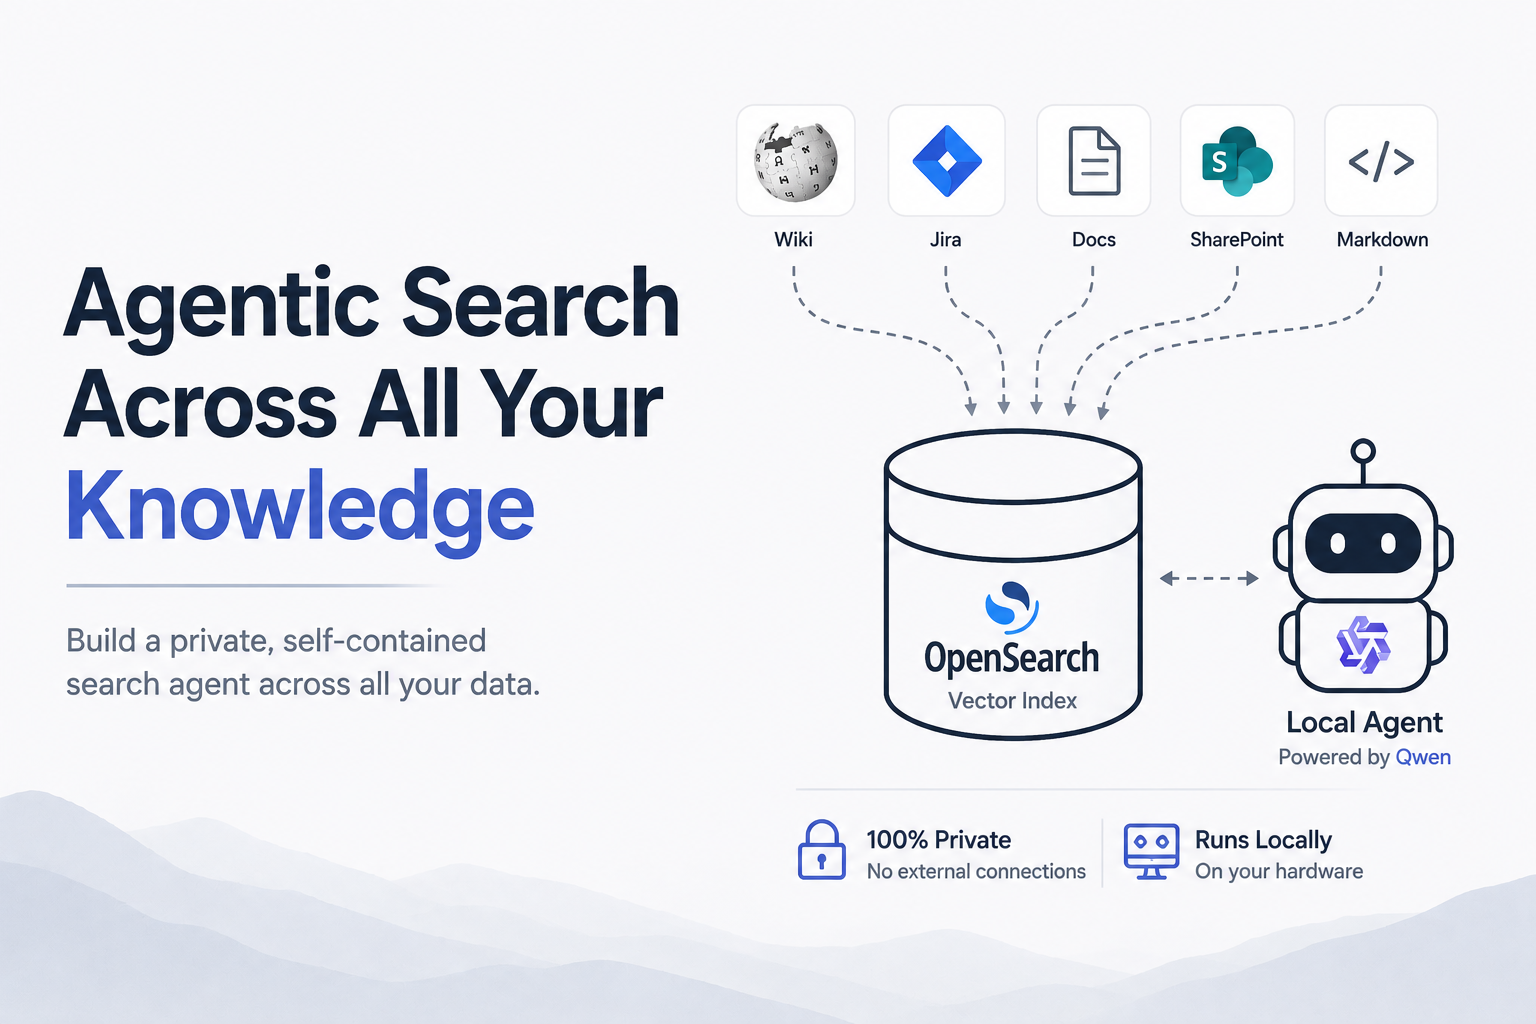 Agentic Search
Across All Your
Knowledge
Build a private, self-contained
search agent across all your data.
Wiki
Jira
Docs
S
SharePoint
</>
Markdown
OpenSearch
Vector Index
Local Agent
Powered by Qwen
100% Private
No external connections
Runs Locally
On your hardware